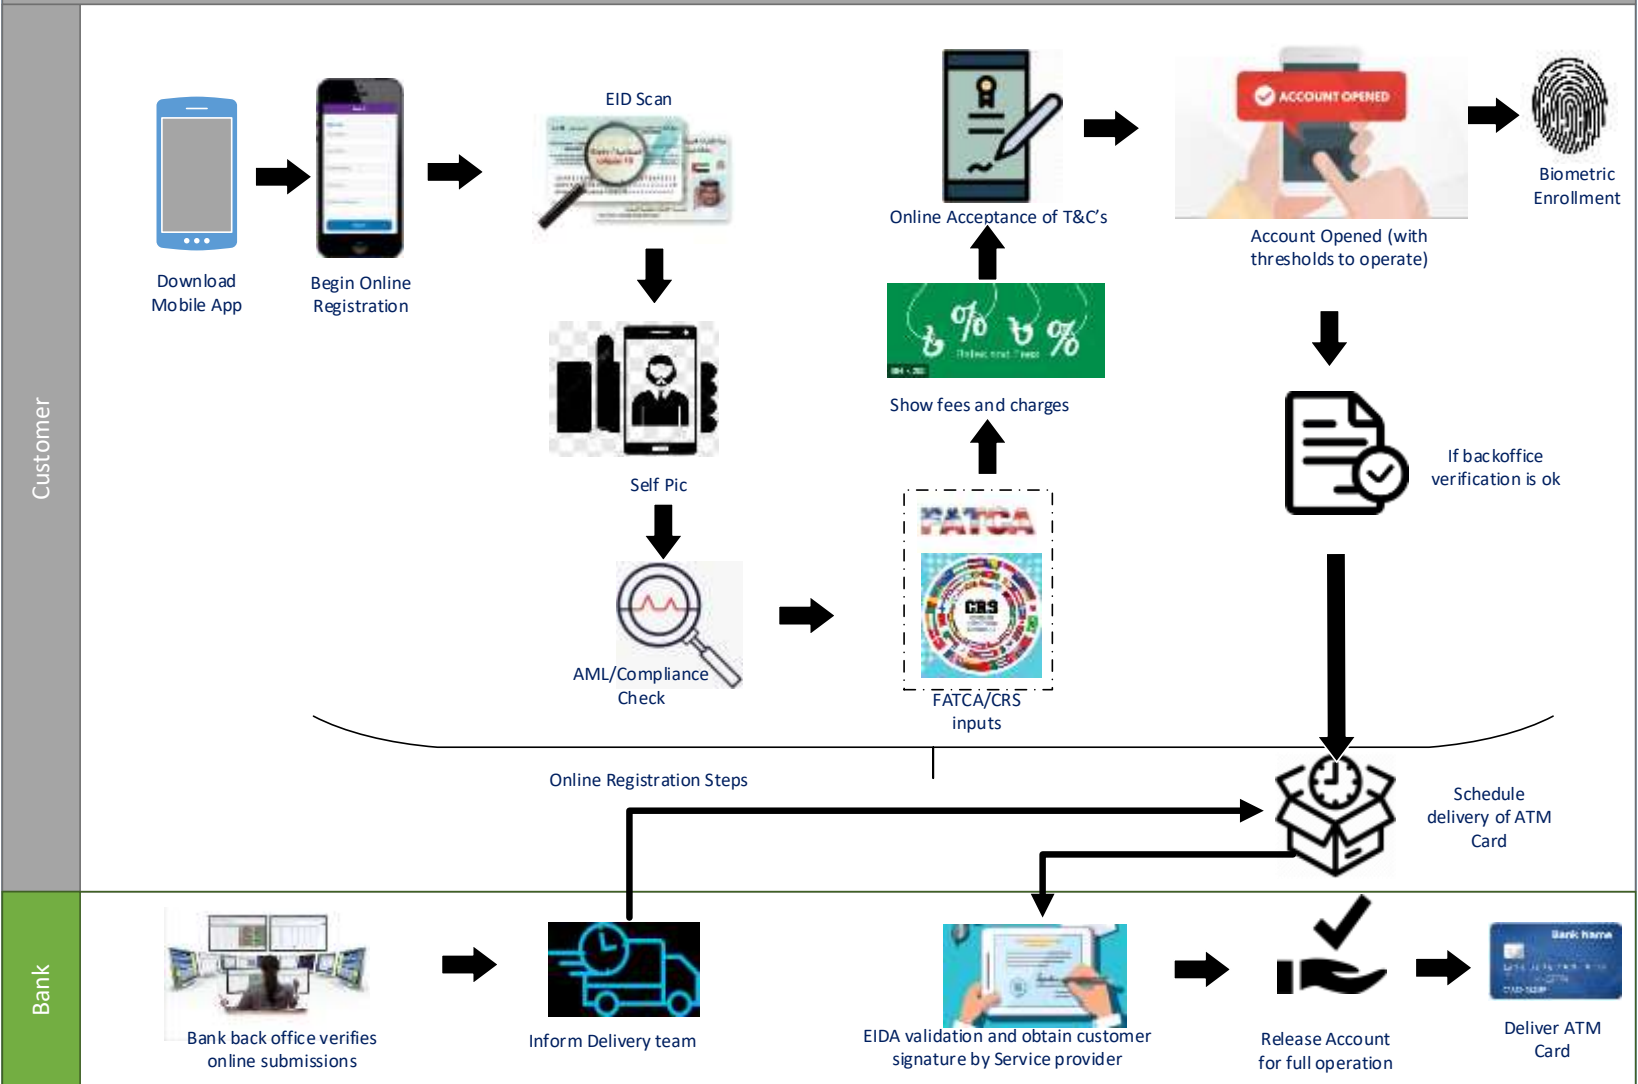 Customer
EID Scan
Download
Mobile App
Begin Online
Registration
Self Pic
AML/Compliance
Check
FATCA
CRS
FATCA/CRS
inputs
Show fees and charges
Online Acceptance of T&C's
ACCOUNT OPENED
Account Opened (with
thresholds to operate)
Biometric
Enrollment
If backoffice
verification is ok
Online Registration Steps
Schedule
delivery of ATM
Card
Bank
Bank back office verifies
online submissions
Inform Delivery team
EIDA validation and obtain customer
signature by Service provider
Release Account
for full operation
Bank Name
Deliver ATM
Card